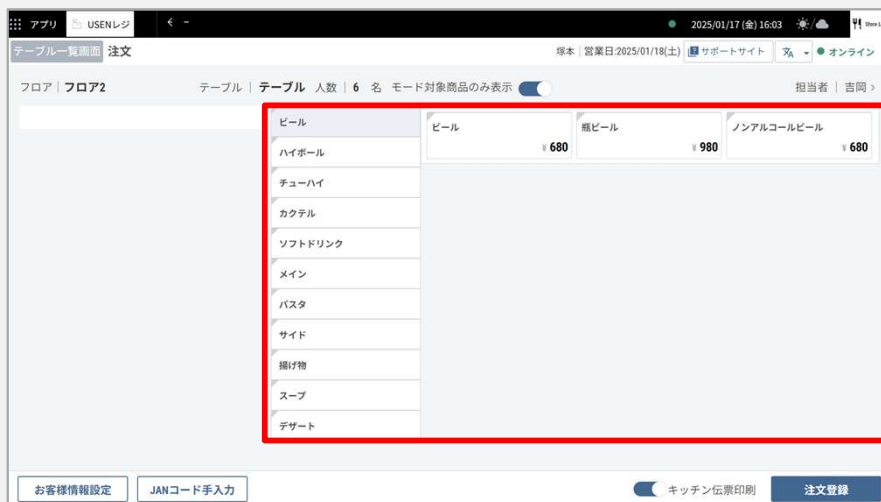 アプリ USENレジ 2025/01/17 (金) 16:03
テーブル一覧画面 注文 塚本 営業日:2025/01/18(土) サポートサイト オンライン
フロア | フロア2 テーブル | テーブル 人数 | 6 名 モード対象商品のみ表示 担当者 | 吉岡 >
ビール
ハイボール
チューハイ
カクテル
ソフトドリンク
メイン
パスタ
サイド
揚げ物
スープ
デザート
ビール ¥680
瓶ビール ¥980
ノンアルコールビール ¥680
お客様情報設定 JANコード手入力 キッチン伝票印刷 注文登録